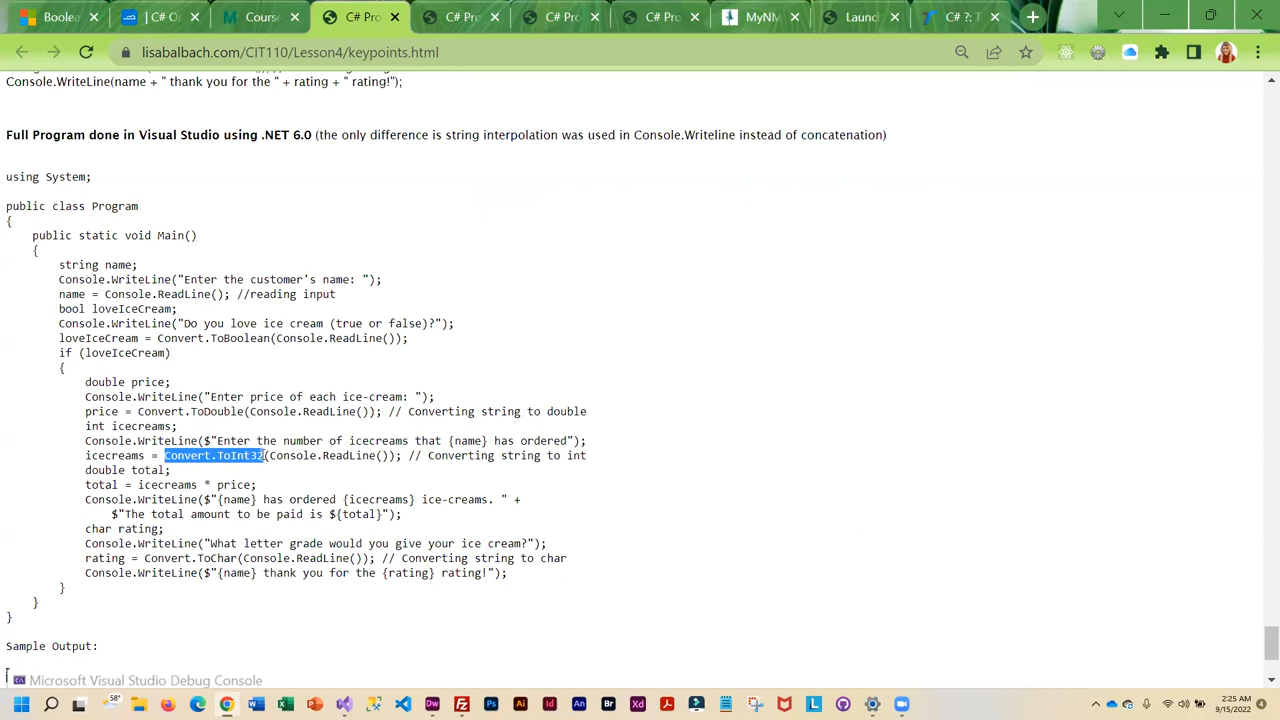 Boolea
| C# O
Course
C# Pro
C# Pro
C# Pro
C# Pro
MyNM
Launc
C# ?: T
lisabalbach.com/CIT110/Lesson4/keypoints.html
Console.WriteLine(name + " thank you for the " + rating + " rating!");
Full Program done in Visual Studio using .NET 6.0 (the only difference is string interpolation was used in Console.Writeline instead of concatenation)
using System;
public class Program
{
public static void Main()
{
string name;
Console.WriteLine("Enter the customer's name: ");
name = Console.ReadLine(); //reading input
bool loveIceCream;
Console.WriteLine("Do you love ice cream (true or false)?");
loveIceCream = Convert.ToBoolean(Console.ReadLine());
if (loveIceCream)
{
double price;
Console.WriteLine("Enter price of each ice-cream: ");
price = Convert.ToDouble(Console.ReadLine()); // Converting string to double
int icecreams;
Console.WriteLine($"Enter the number of icecreams that {name} has ordered");
icecreams = Convert.ToInt32(Console.ReadLine()); // Converting string to int
double total;
total = icecreams * price;
Console.WriteLine($"{name} has ordered {icecreams} ice-creams. " +
$"The total amount to be paid is ${total}");
char rating;
Console.WriteLine("What letter grade would you give your ice cream?");
rating = Convert.ToChar(Console.ReadLine()); // Converting string to char
Console.WriteLine($"{name} thank you for the {rating} rating!");
}
}
}
Sample Output:
Microsoft Visual Studio Debug Console
58°
2:25 AM
9/15/2022